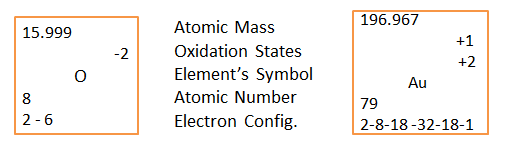 15.999
-2
O
8
2 - 6
Atomic Mass
Oxidation States
Element's Symbol
Atomic Number
Electron Config.
196.967
+1
+2
Au
79
2-8-18 -32-18-1